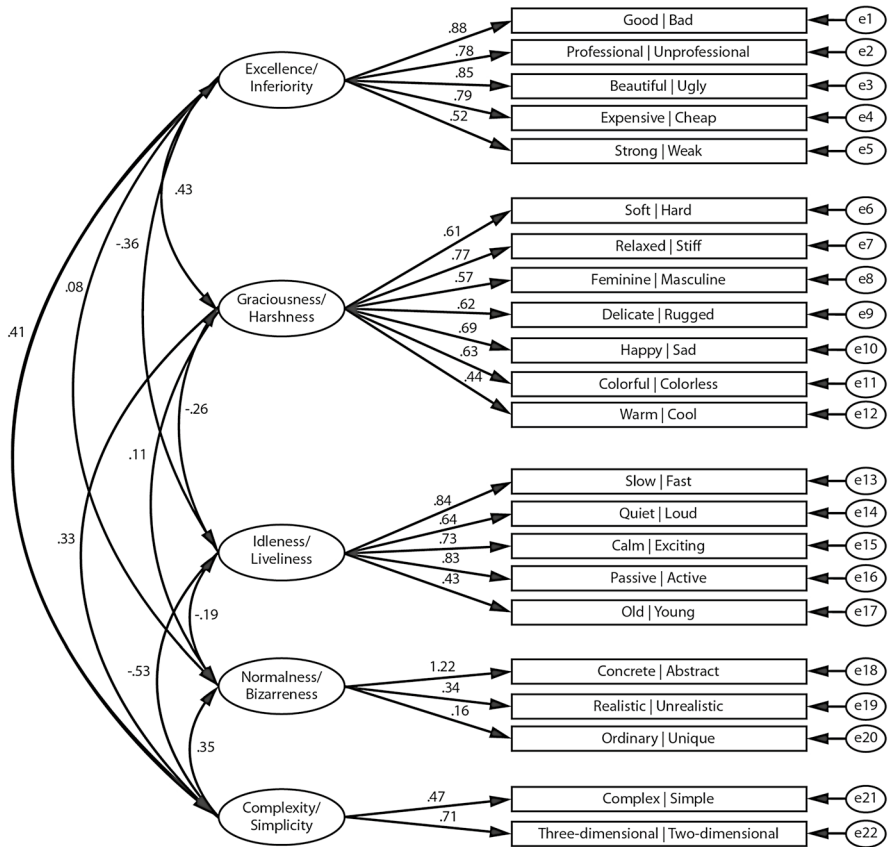 Excellence/
Inferiority
.88
.78
.85
.79
.52
Good | Bad
e1
Professional | Unprofessional
e2
Beautiful | Ugly
e3
Expensive | Cheap
e4
Strong | Weak
e5
.43
-.36
.08
.41
Graciousness/
Harshness
.61
.77
.57
.62
.69
.63
.44
Soft | Hard
e6
Relaxed | Stiff
e7
Feminine | Masculine
e8
Delicate | Rugged
e9
Happy | Sad
e10
Colorful | Colorless
e11
Warm | Cool
e12
-.26
.11
.33
Idleness/
Liveliness
.84
.64
.73
.83
.43
Slow | Fast
e13
Quiet | Loud
e14
Calm | Exciting
e15
Passive | Active
e16
Old | Young
e17
-.19
-.53
Normalness/
Bizarreness
1.22
.34
.16
Concrete | Abstract
e18
Realistic | Unrealistic
e19
Ordinary | Unique
e20
.35
Complexity/
Simplicity
.47
.71
Complex | Simple
e21
Three-dimensional | Two-dimensional
e22